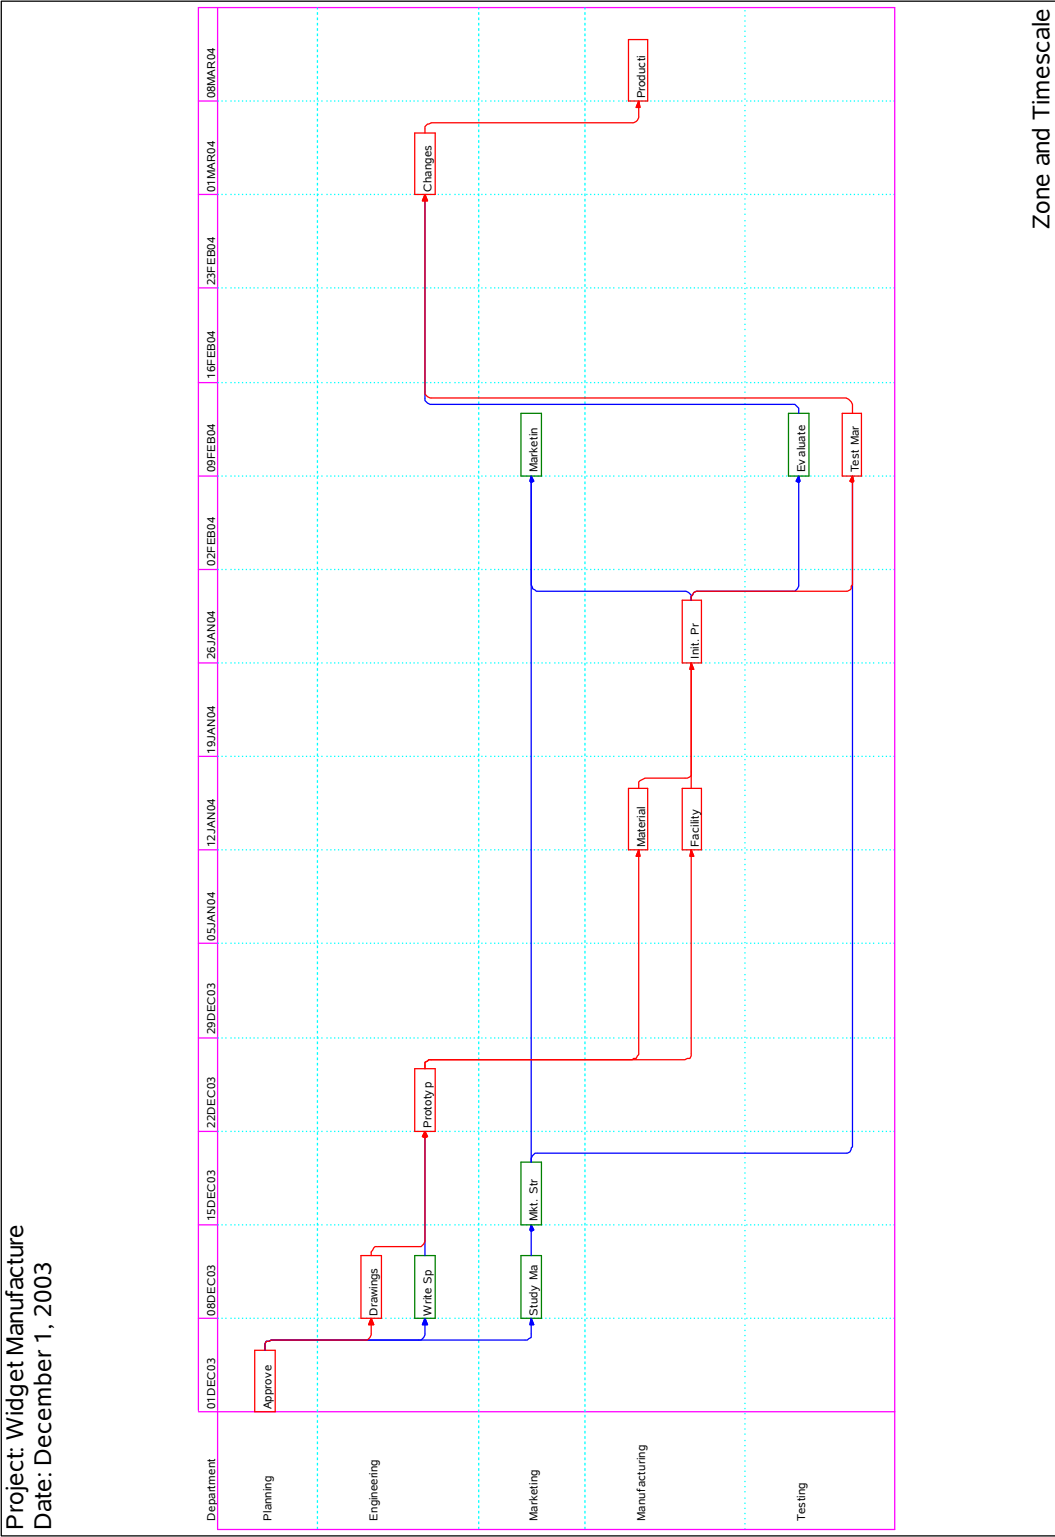 Project: Widget Manufacture
Date: December 1, 2003
Department 01DEC03 08DEC03 15DEC03 22DEC03 29DEC03 05JAN04 12JAN04 19JAN04 26JAN04 02FEB04 09FEB04 16FEB04 23FEB04 01MAR04 08MAR04
Planning
Approve
Engineering
Drawings
Write Sp
Prototyp
Changes
Marketing
Study Ma
Mkt. Str
Marketin
Manufacturing
Material
Producti
Facility
Init. Pr
Testing
Evaluate
Test Mar
Zone and Timescale